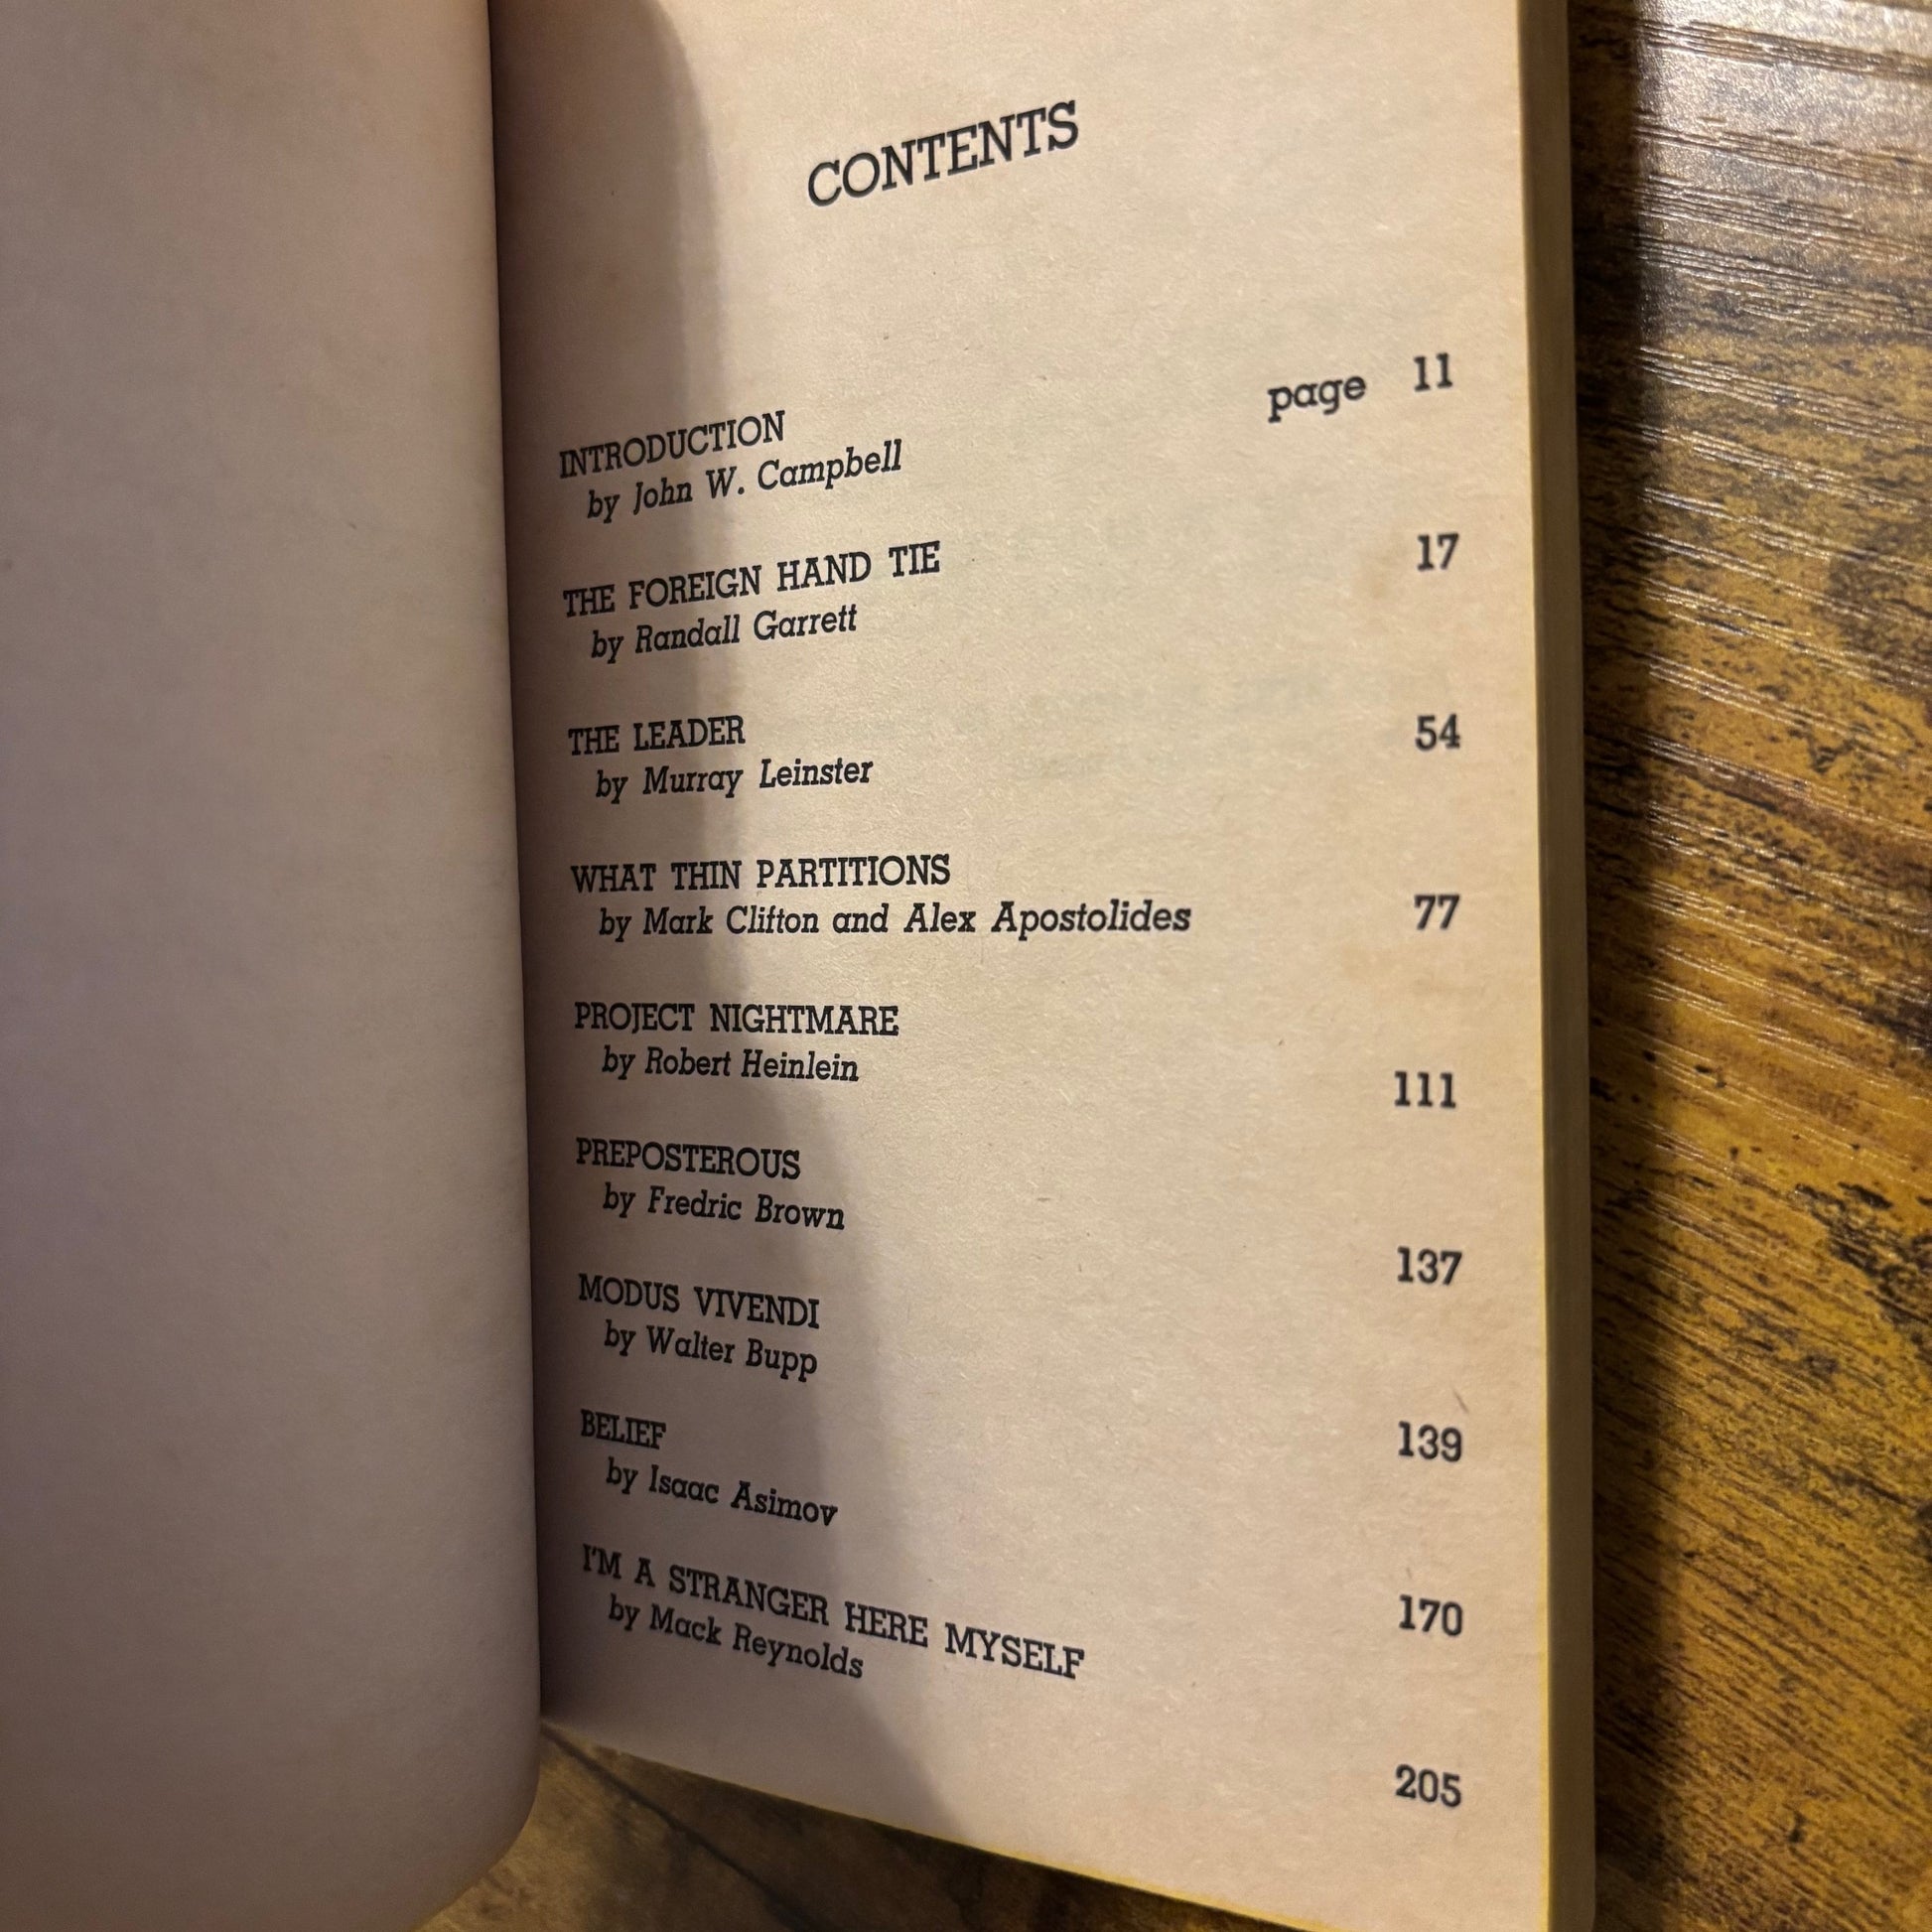 CONTENTS
INTRODUCTION page 11
by John W. Campbell
THE FOREIGN HAND TIE 17
by Randall Garrett
THE LEADER 54
by Murray Leinster
WHAT THIN PARTITIONS 77
by Mark Clifton and Alex Apostolides
PROJECT NIGHTMARE 111
by Robert Heinlein
PREPOSTEROUS 137
by Fredric Brown
MODUS VIVENDI 139
by Walter Bupp
BELIEF 170
by Isaac Asimov
I'M A STRANGER HERE MYSELF 205
by Mack Reynolds